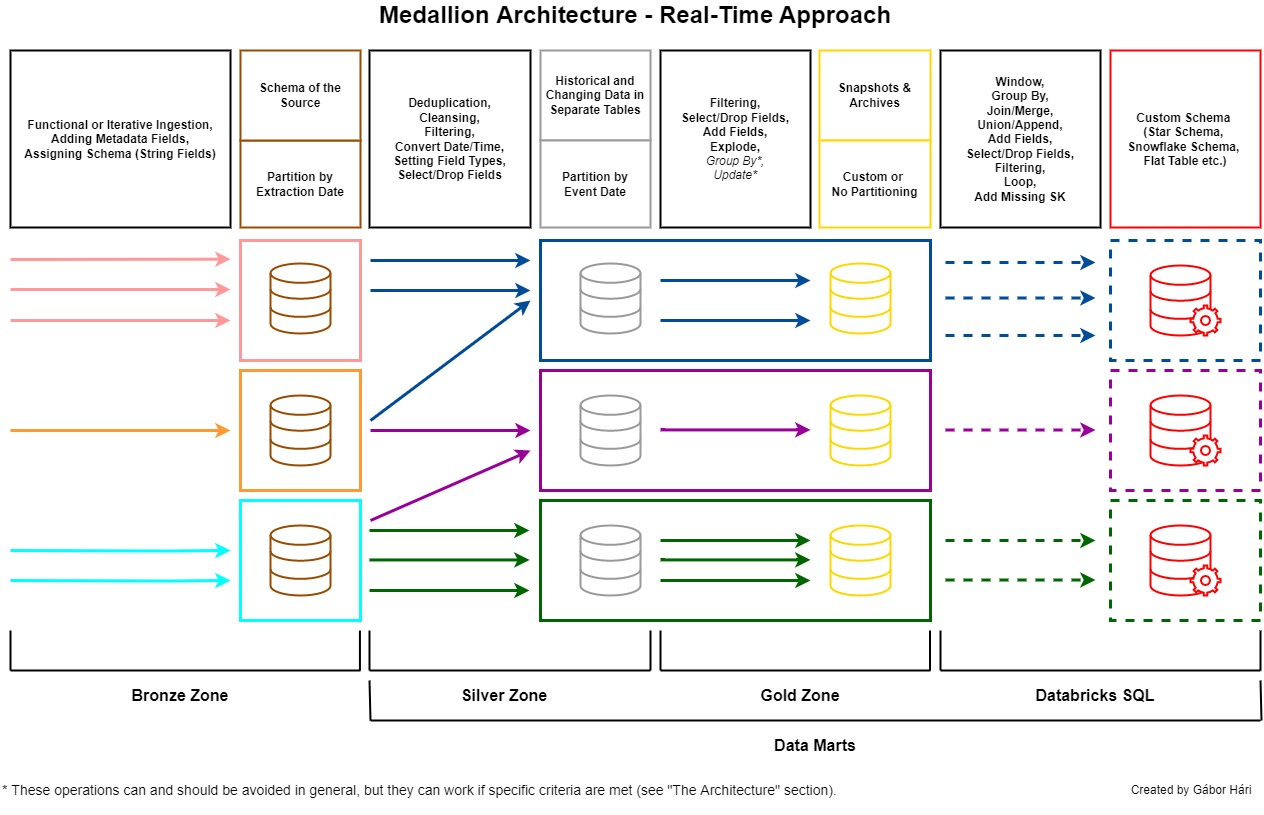 Medallion Architecture - Real-Time Approach
Functional or Iterative Ingestion,
Adding Metadata Fields,
Assigning Schema (String Fields)
Schema of the
Source
Partition by
Extraction Date
Deduplication,
Cleansing,
Filtering,
Convert Date/Time,
Setting Field Types,
Select/Drop Fields
Historical and
Changing Data in
Separate Tables
Partition by
Event Date
Filtering,
Select/Drop Fields,
Add Fields,
Explode,
Group By*,
Update*
Snapshots &
Archives
Custom or
No Partitioning
Window,
Group By,
Join/Merge,
Union/Append,
Add Fields,
Select/Drop Fields,
Filtering,
Loop,
Add Missing SK
Custom Schema
(Star Schema,
Snowflake Schema,
Flat Table etc.)
Bronze Zone
Silver Zone
Gold Zone
Databricks SQL
Data Marts
* These operations can and should be avoided in general, but they can work if specific criteria are met (see "The Architecture" section).
Created by Gábor Hári